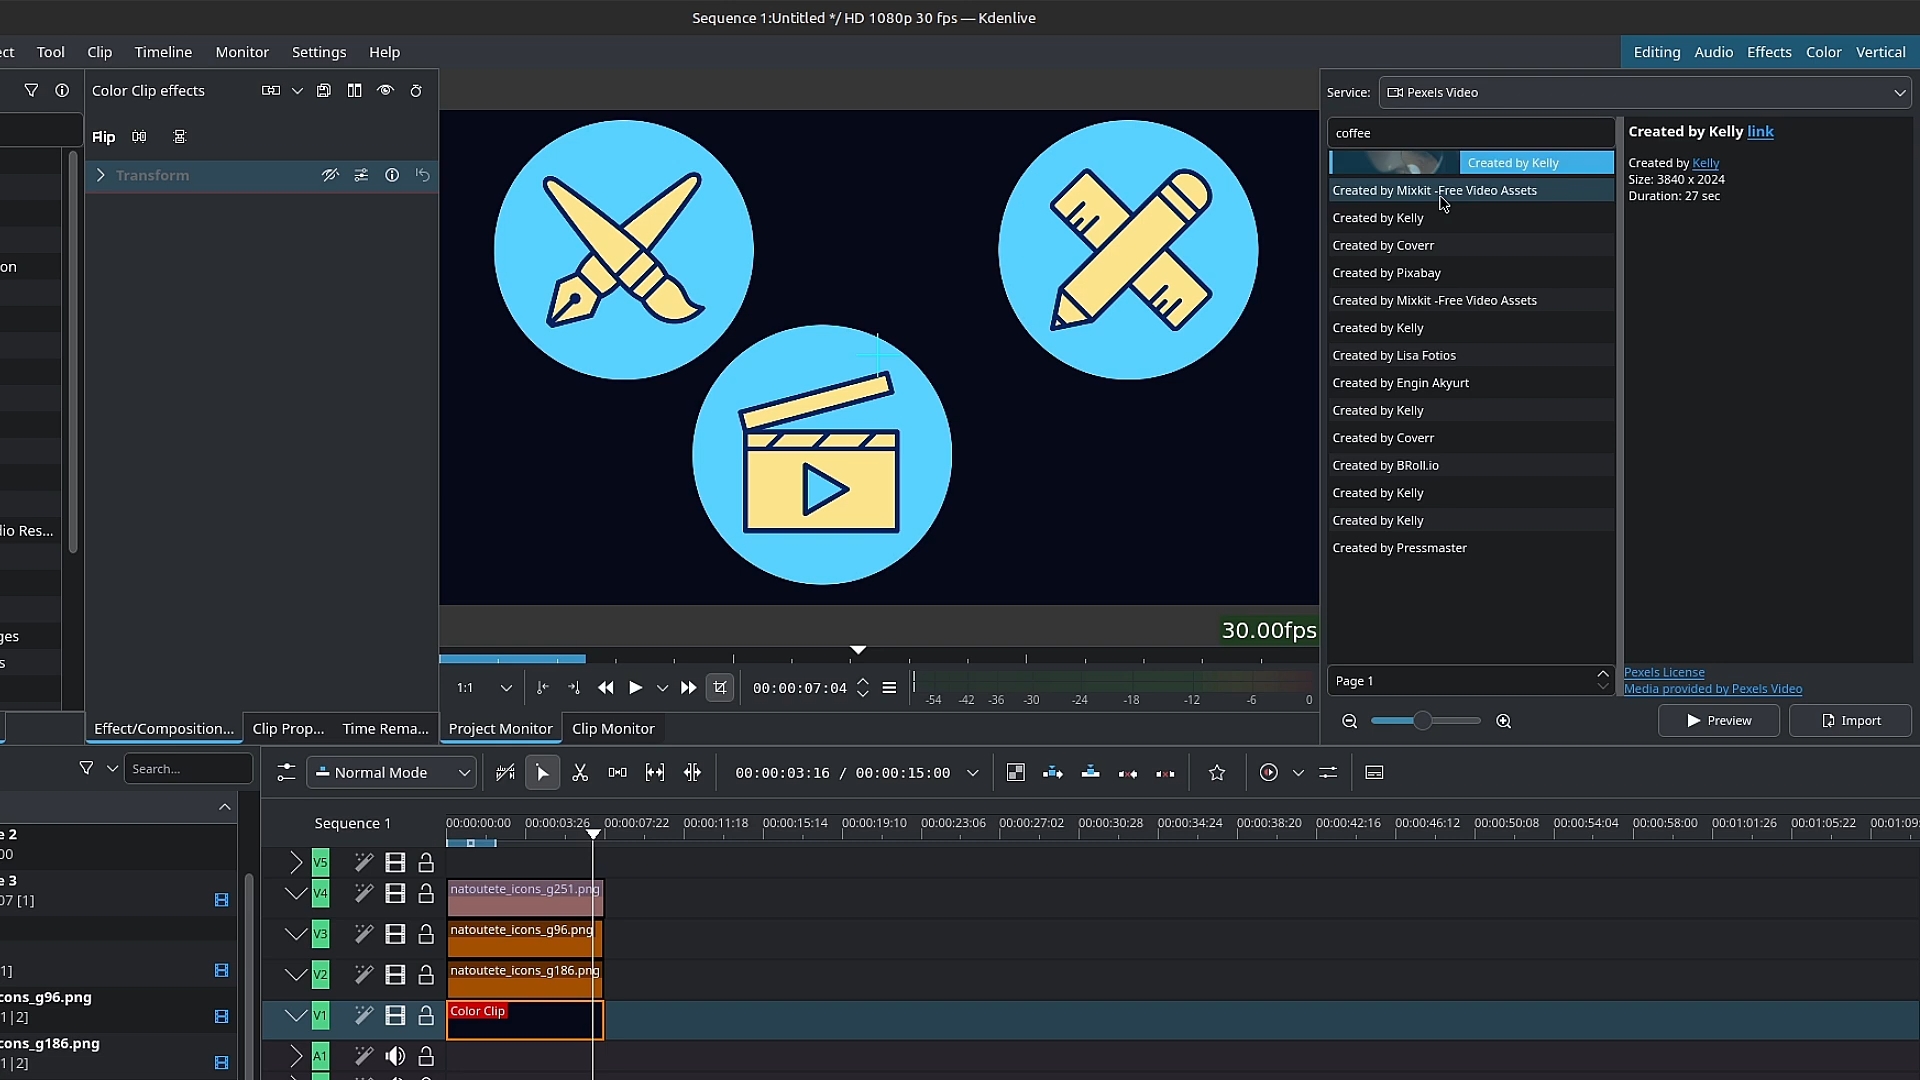 Sequence 1:Untitled */ HD 1080p 30 fps — Kdenlive
ect Tool Clip Timeline Monitor Settings Help
Editing Audio Effects Color Vertical
Color Clip effects
Flip
Transform
on
dio Res...
ges
s
30.00fps
1:1
00:00:07:04
-54 -42 -36 -30 -24 -18 -12 -6 0
Effect/Composition... Clip Prop... Time Rema... Project Monitor Clip Monitor
Service: Pexels Video
coffee
Created by Kelly
Created by Mixkit -Free Video Assets
Created by Kelly
Created by Coverr
Created by Pixabay
Created by Mixkit -Free Video Assets
Created by Kelly
Created by Lisa Fotios
Created by Engin Akyurt
Created by Kelly
Created by Coverr
Created by BRoll.io
Created by Kelly
Created by Kelly
Created by Pressmaster
Page 1
Created by Kelly link
Created by Kelly
Size: 3840 x 2024
Duration: 27 sec
Pexels License
Media provided by Pexels Video
Preview Import
Search...
Normal Mode
00:00:03:16 / 00:00:15:00
e 2
00
e 3
07 [1]
1]
cons_g96.png
1|2]
cons_g186.png
1|2]
Sequence 1
00:00:00:00 00:00:03:26 00:00:07:22 00:00:11:18 00:00:15:14 00:00:19:10 00:00:23:06 00:00:27:02 00:00:30:28 00:00:34:24 00:00:38:20 00:00:42:16 00:00:46:12 00:00:50:08 00:00:54:04 00:00:58:00 00:01:01:26 00:01:05:22 00:01:09:
V5
V4 natoutete_icons_g251.png
V3 natoutete_icons_g96.png
V2 natoutete_icons_g186.png
V1 Color Clip
A1